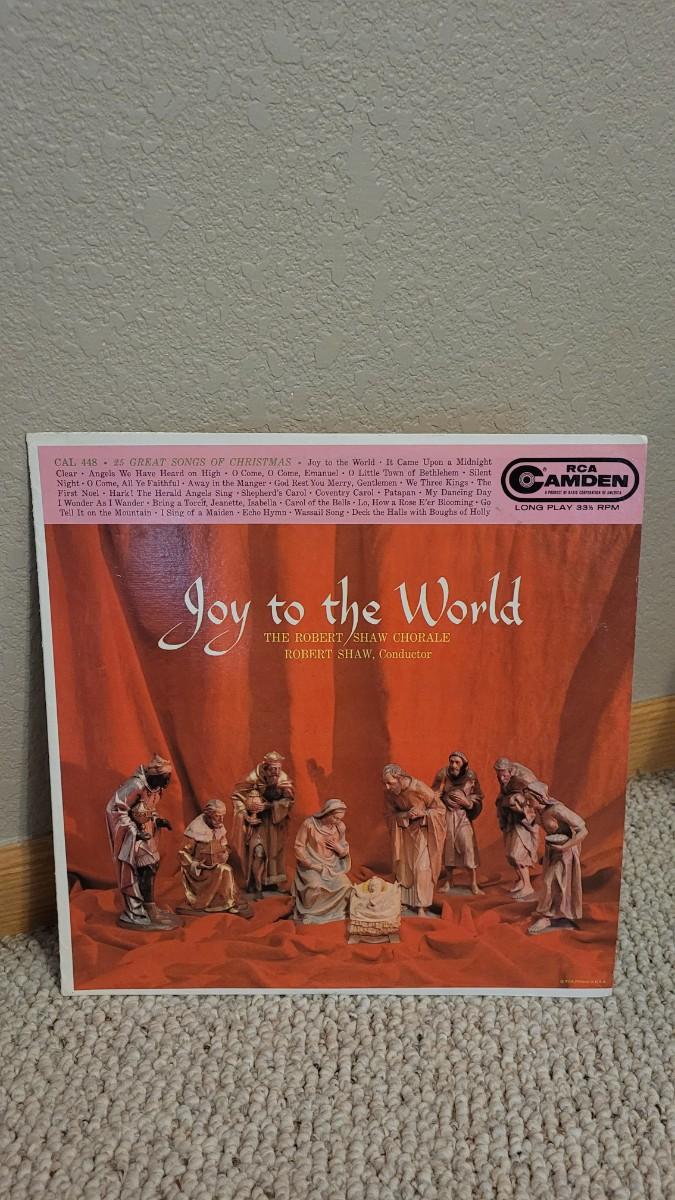 CAL 448 • 25 GREAT SONGS OF CHRISTMAS • Joy to the World • It Came Upon a Midnight
Clear • Angels We Have Heard on High • O Come, O Come, Emanuel • O Little Town of Bethlehem • Silent
Night • O Come, All Ye Faithful • Away in the Manger • God Rest You Merry, Gentlemen • We Three Kings • The
First Noel • Hark! The Herald Angels Sing • Shepherd's Carol • Coventry Carol • Patapan • My Dancing Day
I Wonder As I Wander • Bring a Torch, Jeanette, Isabella • Carol of the Bells • Lo, How a Rose E'er Blooming • Go
Tell It on the Mountain • I Sing of a Maiden • Echo Hymn • Wassail Song • Deck the Halls with Boughs of Holly
RCA
CAMDEN
A PRODUCT OF RADIO CORPORATION OF AMERICA
LONG PLAY 33⅓ RPM
Joy to the World
THE ROBERT SHAW CHORALE
ROBERT SHAW, Conductor